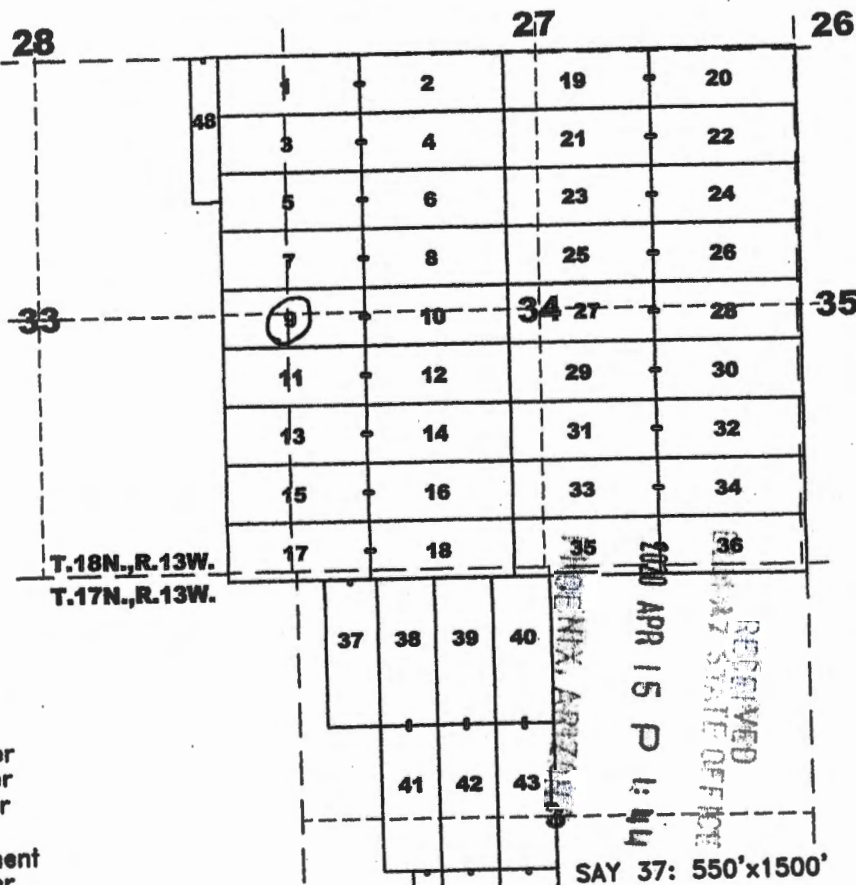 28 27 26
1 2 19 20
48
3 4 21 22
5 6 23 24
7 8 25 26
33 9 10 34 27 28 35
11 12 29 30
13 14 31 32
15 16 33 34
17 18 35 36
T.18N.,R.13W.
T.17N.,R.13W.
37 38 39 40
41 42 43
RECEIVED
AZ STATE OFFICE
2020 APR 15 P 1:44
PHOENIX, ARIZONA
SAY 37: 550'x1500'